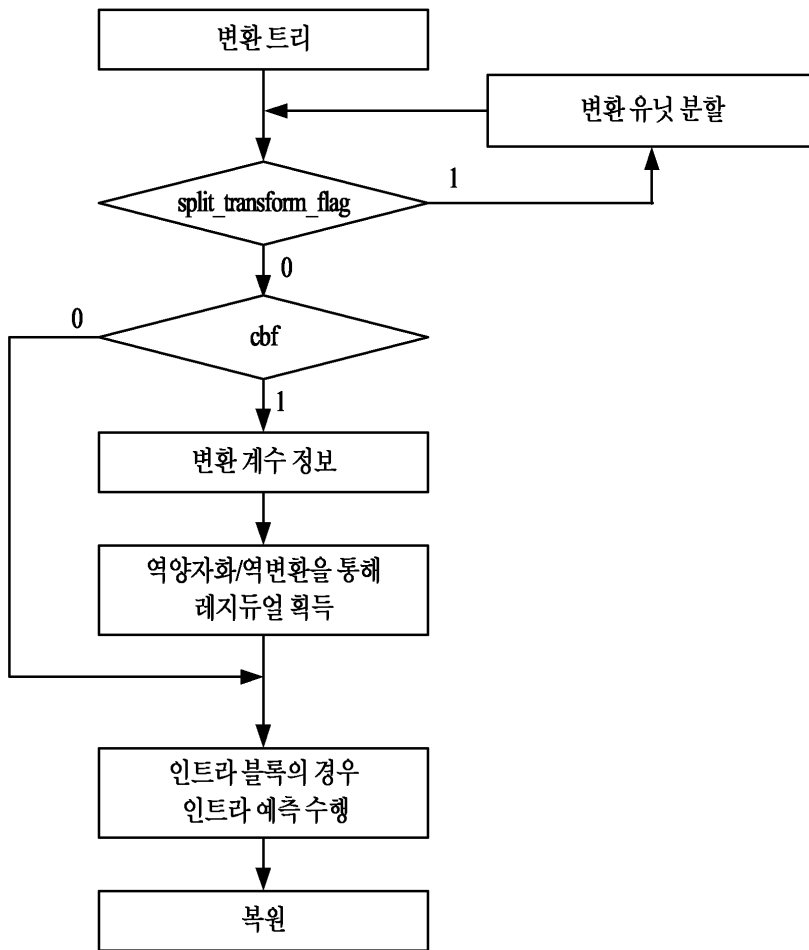 변환 트리
변환 유닛 분할
split_transform_flag
1
0
0
cbf
1
변환 계수 정보
역양자화/역변환을 통해
레지듀얼 획득
인트라 블록의 경우
인트라 예측 수행
복원